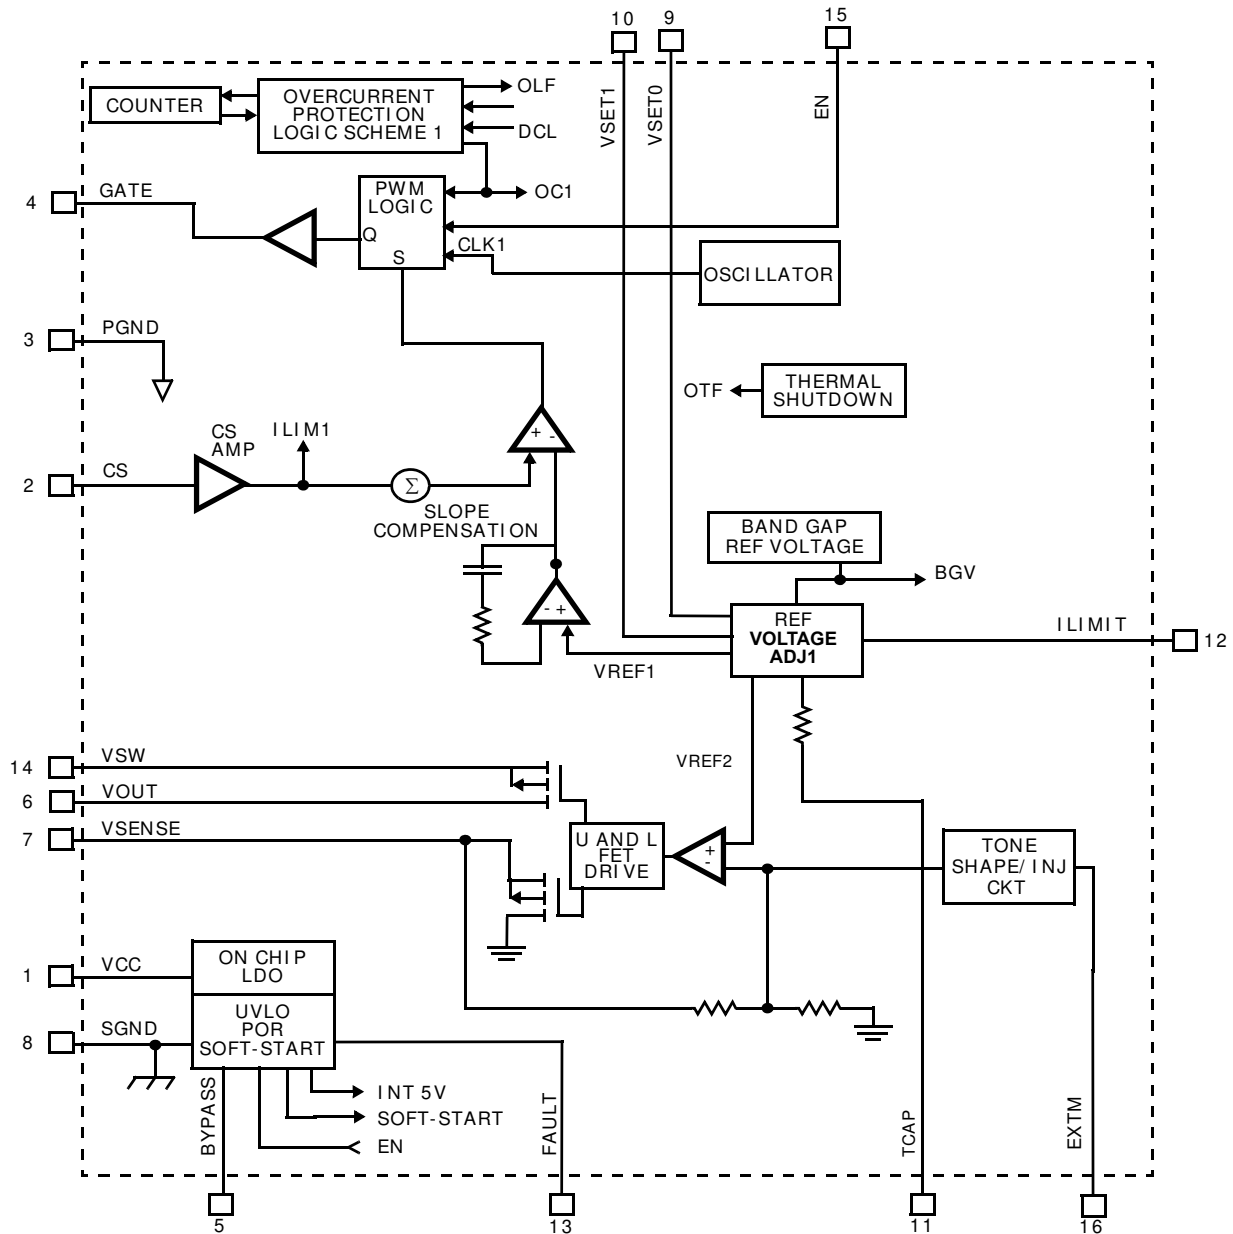 10
9
15
VSET1
VSET0
EN
COUNTER
OVERCURRENT
PROTECTION
LOGIC SCHEME 1
OLF
DCL
OC1
4
GATE
PWM
LOGIC
Q
S
CLK1
OSCILLATOR
3
PGND
OTF
THERMAL
SHUTDOWN
2
CS
CS
AMP
ILIM1
+ -
Σ
SLOPE
COMPENSATION
BAND GAP
REF VOLTAGE
BGV
- +
VREF1
REF
VOLTAGE
ADJ1
ILIMIT
12
VREF2
14
VSW
6
VOUT
7
VSENSE
U AND L
FET
DRIVE
+
-
TONE
SHAPE/INJ
CKT
1
VCC
ON CHIP
LDO
8
SGND
UVLO
POR
SOFT-START
INT 5V
SOFT-START
EN
BYPASS
FAULT
TCAP
EXTM
5
13
11
16